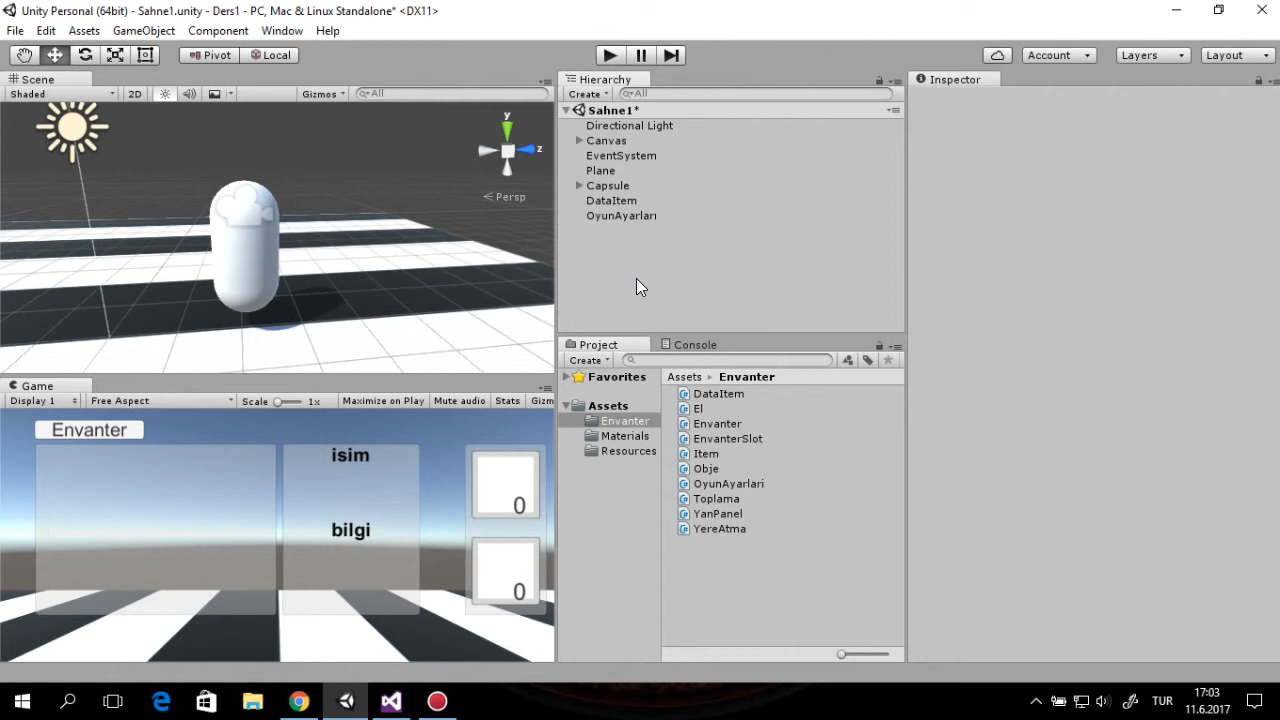 Unity Personal (64bit) - Sahne1.unity - Ders1 - PC, Mac & Linux Standalone* <DX11>
File Edit Assets GameObject Component Window Help
Pivot Local Account Layers Layout
Scene
Shaded 2D Gizmos All
y
z
Persp
Game
Display 1 Free Aspect Scale 1x Maximize on Play Mute audio Stats Gizm
Envanter
isim
bilgi
0
0
Hierarchy
Create All
Sahne1*
Directional Light
Canvas
EventSystem
Plane
Capsule
DataItem
OyunAyarları
Project Console
Create
Favorites
Assets
Envanter
Materials
Resources
Assets Envanter
DataItem
El
Envanter
EnvanterSlot
Item
Obje
OyunAyarlari
Toplama
YanPanel
YereAtma
Inspector
TUR
17:03
11.6.2017